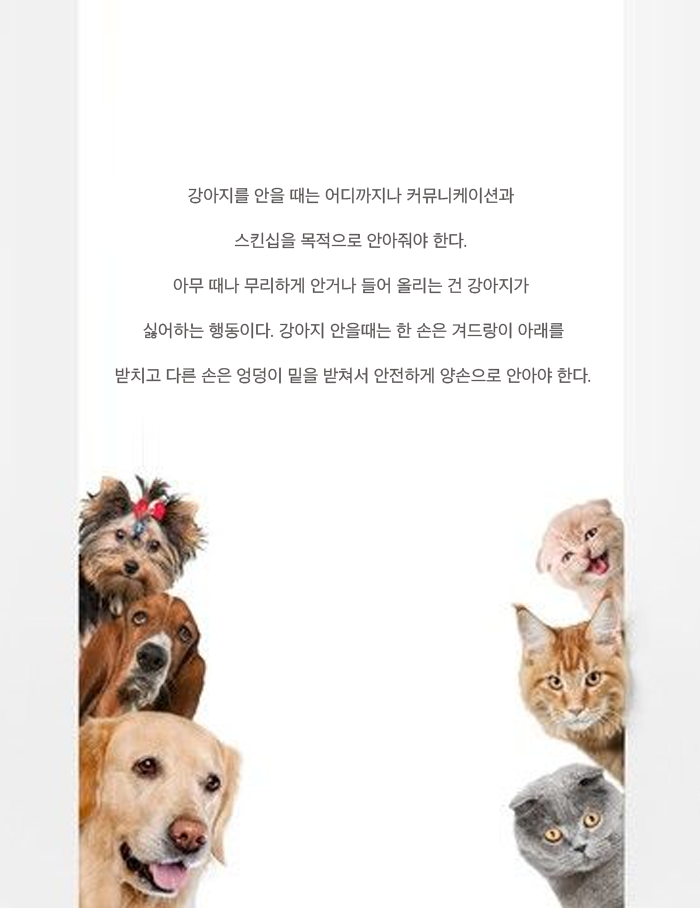 강아지를 안을 때는 어디까지나 커뮤니케이션과
스킨십을 목적으로 안아줘야 한다.
아무 때나 무리하게 안거나 들어 올리는 건 강아지가
싫어하는 행동이다. 강아지 안을때는 한 손은 겨드랑이 아래를
받치고 다른 손은 엉덩이 밑을 받쳐서 안전하게 양손으로 안아야 한다.